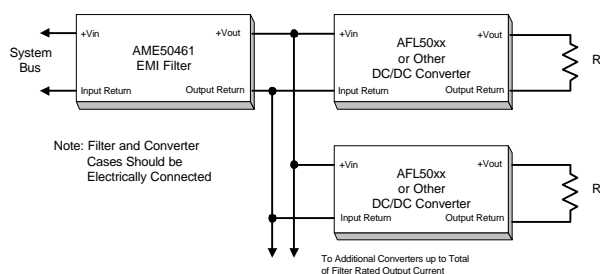 System
Bus
+Vin
+Vout
AME50461
EMI Filter
Input Return
Output Return
+Vin
+Vout
AFL50xx
or Other
DC/DC Converter
Input Return
Output Return
R
Note: Filter and Converter
Cases Should be
Electrically Connected
+Vin
+Vout
AFL50xx
or Other
DC/DC Converter
Input Return
Output Return
R
To Additional Converters up to Total
of Filter Rated Output Current